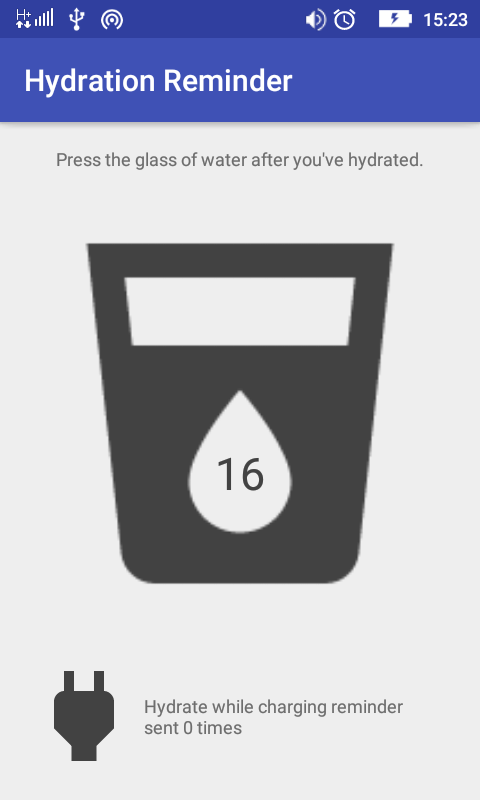 H+ 15:23
Hydration Reminder
Press the glass of water after you've hydrated.
16
Hydrate while charging reminder
sent 0 times